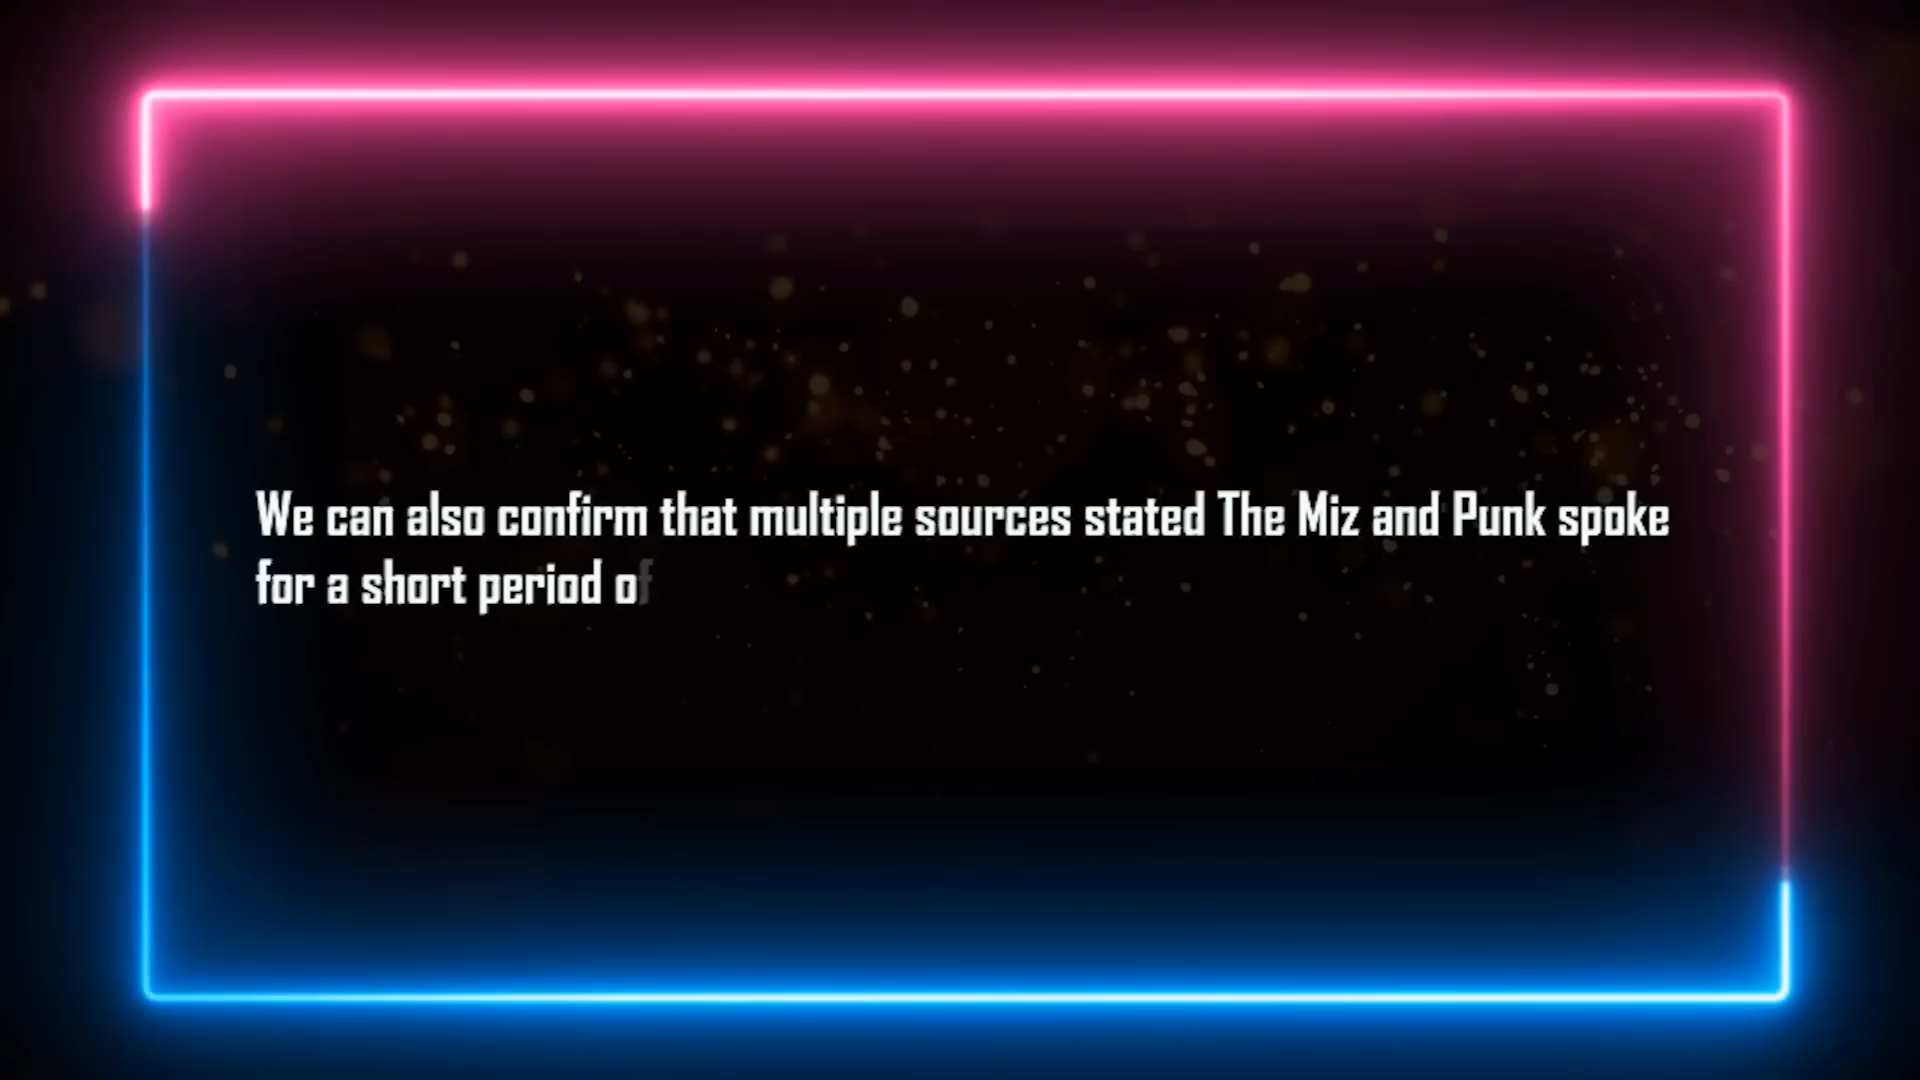 We can also confirm that multiple sources stated The Miz and Punk spoke
for a short period of